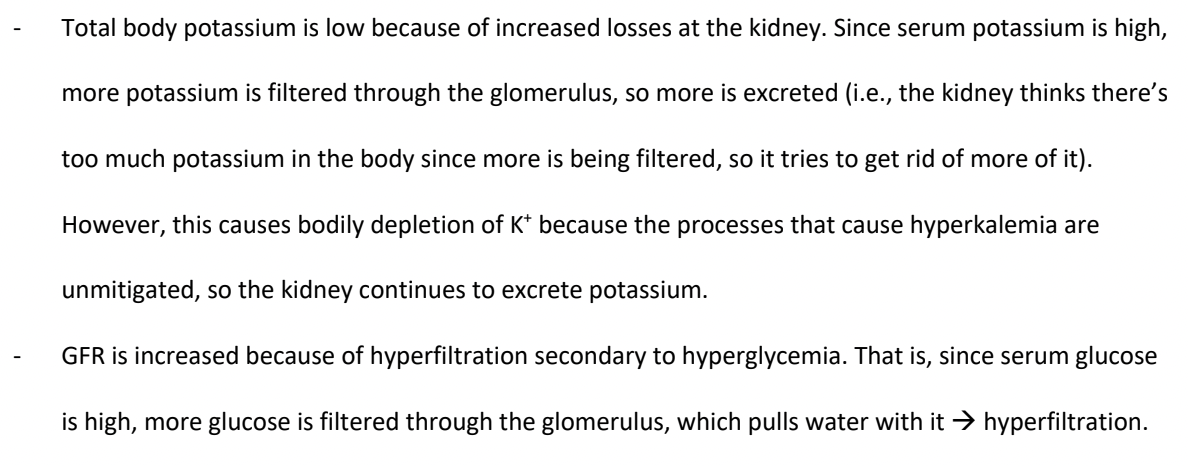 - Total body potassium is low because of increased losses at the kidney. Since serum potassium is high,
more potassium is filtered through the glomerulus, so more is excreted (i.e., the kidney thinks there’s
too much potassium in the body since more is being filtered, so it tries to get rid of more of it).
However, this causes bodily depletion of K⁺ because the processes that cause hyperkalemia are
unmitigated, so the kidney continues to excrete potassium.
- GFR is increased because of hyperfiltration secondary to hyperglycemia. That is, since serum glucose
is high, more glucose is filtered through the glomerulus, which pulls water with it → hyperfiltration.